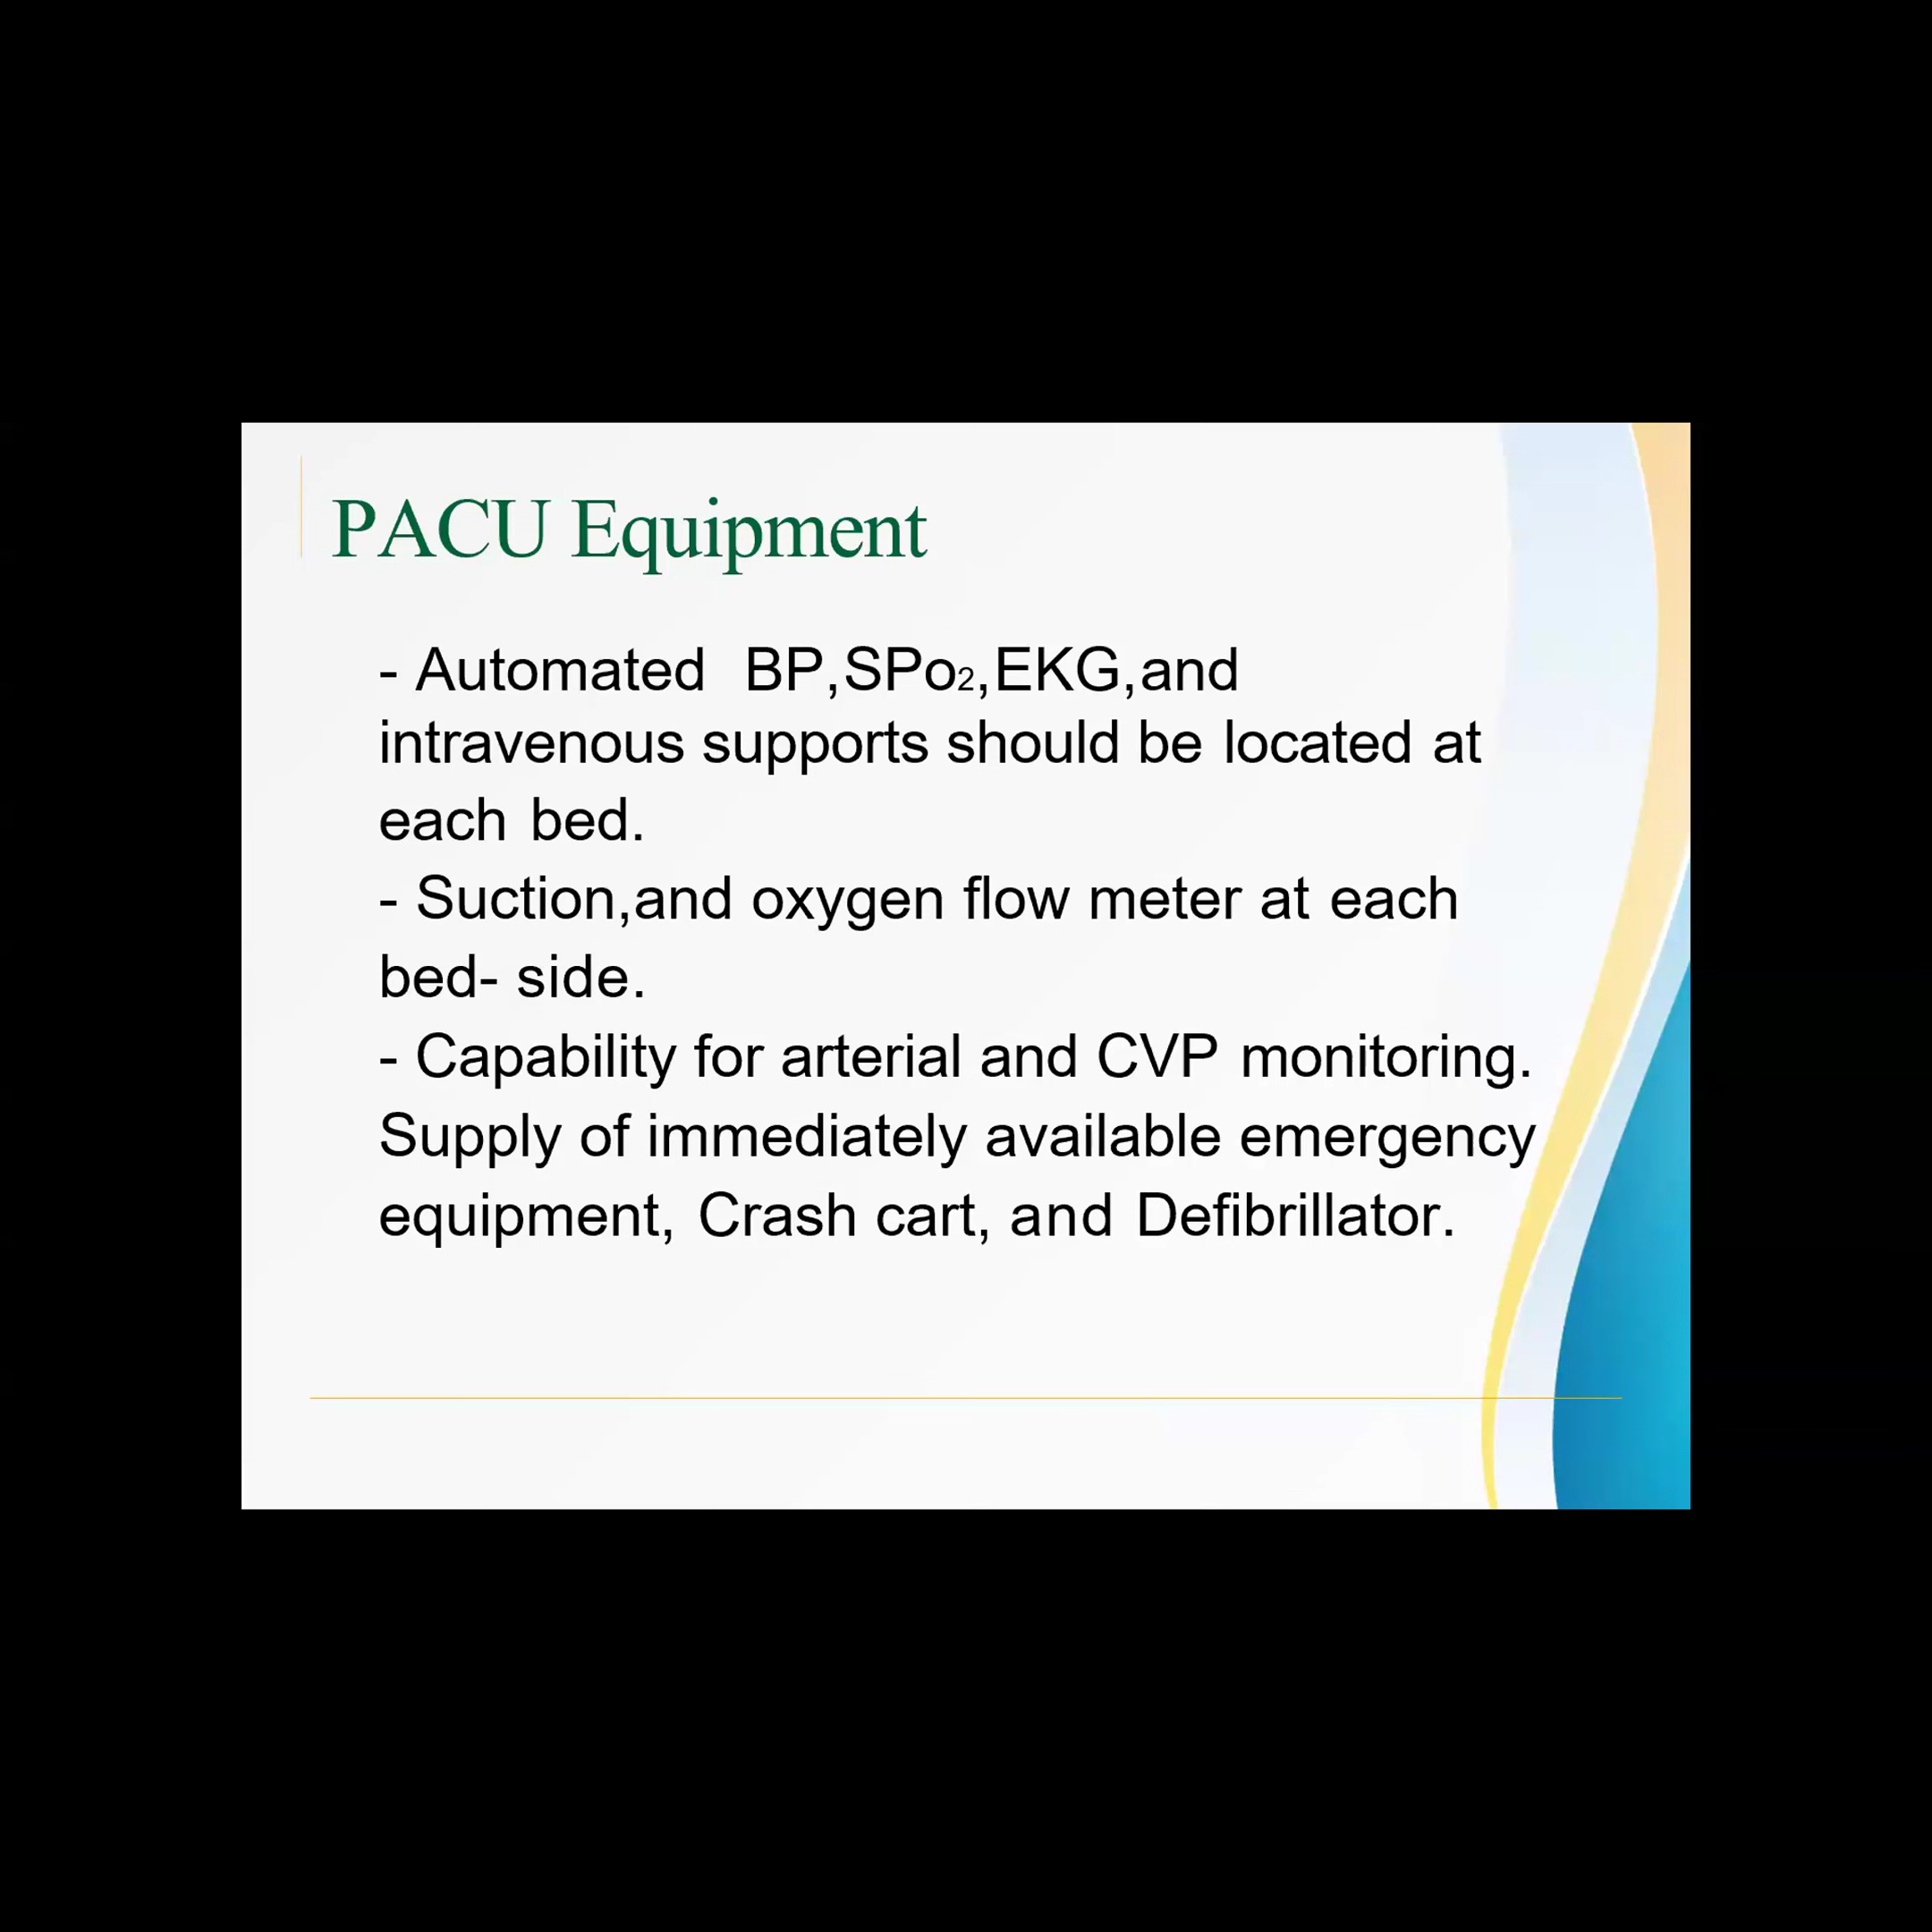 PACU Equipment
- Automated  BP,SPo₂,EKG,and
intravenous supports should be located at
each bed.
- Suction,and oxygen flow meter at each
bed- side.
- Capability for arterial and CVP monitoring.
Supply of immediately available emergency
equipment, Crash cart, and Defibrillator.